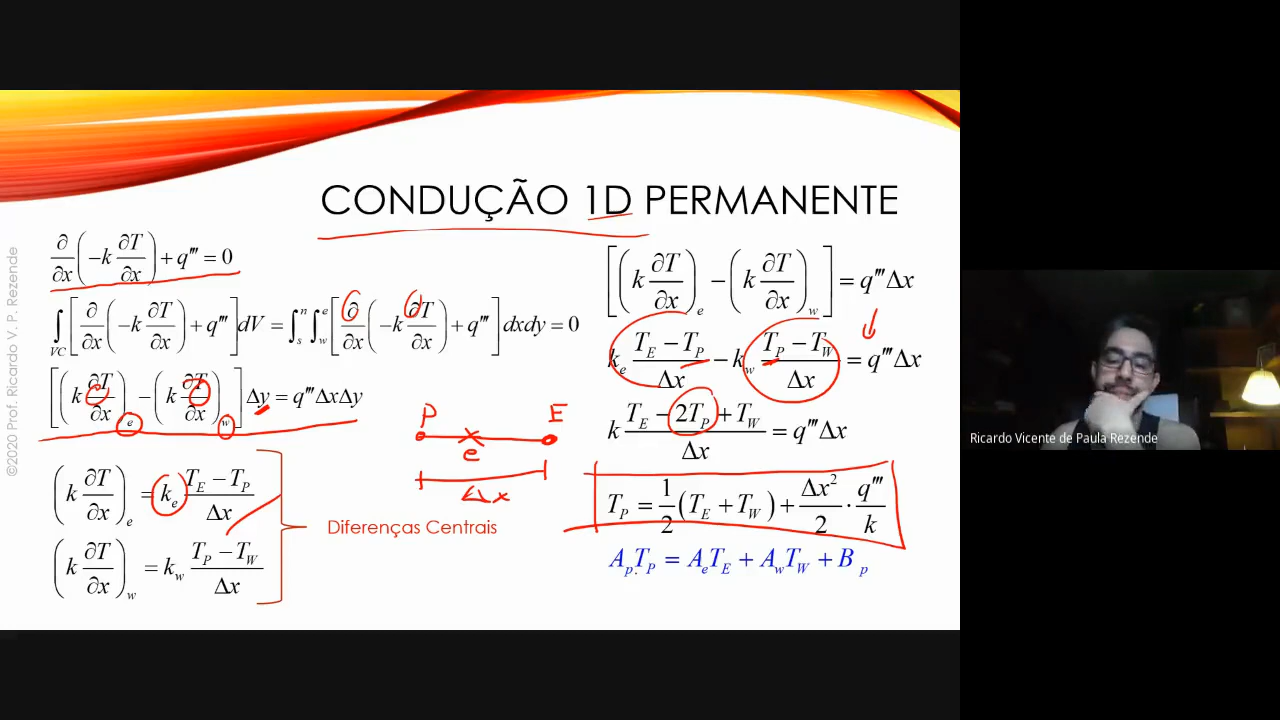 CONDUÇÃO 1D PERMANENTE
©2020 Prof. Ricardo V. P. Rezende
∂/∂x (−k ∂T/∂x) + q''' = 0
∫_VC [∂/∂x (−k ∂T/∂x) + q'''] dV = ∫_s^n ∫_w^e [∂/∂x (−k ∂T/∂x) + q'''] dxdy = 0
[(k ∂T/∂x)_e − (k ∂T/∂x)_w] Δy = q'''ΔxΔy
(k ∂T/∂x)_e = k_e (T_E − T_P)/Δx
(k ∂T/∂x)_w = k_w (T_P − T_W)/Δx
P E
e
Δx
Diferenças Centrais
[(k ∂T/∂x)_e − (k ∂T/∂x)_w] = q'''Δx
k_e (T_E − T_P)/Δx − k_w (T_P − T_W)/Δx = q'''Δx
k (T_E − 2T_P + T_W)/Δx = q'''Δx
T_P = 1/2 (T_E + T_W) + Δx²/2 · q'''/k
A_p T_P = A_e T_E + A_w T_W + B_p
Ricardo Vicente de Paula Rezende